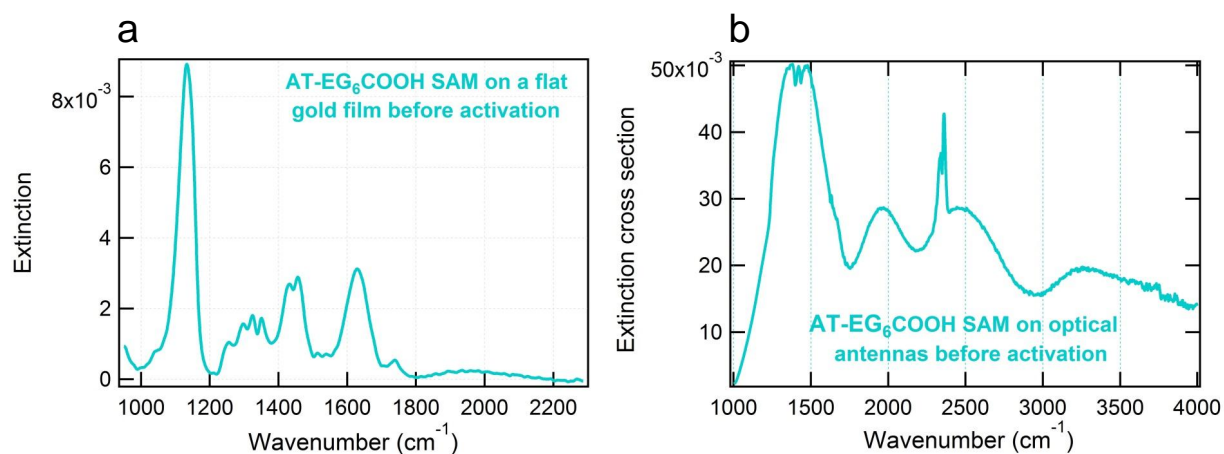 a
AT-EG₆COOH SAM on a flat
gold film before activation
8x10⁻³
6
4
2
0
Extinction
1000 1200 1400 1600 1800 2000 2200
Wavenumber (cm⁻¹)
b
50x10⁻³
40
30
20
10
Extinction cross section
AT-EG₆COOH SAM on optical
antennas before activation
1000 1500 2000 2500 3000 3500 4000
Wavenumber (cm⁻¹)